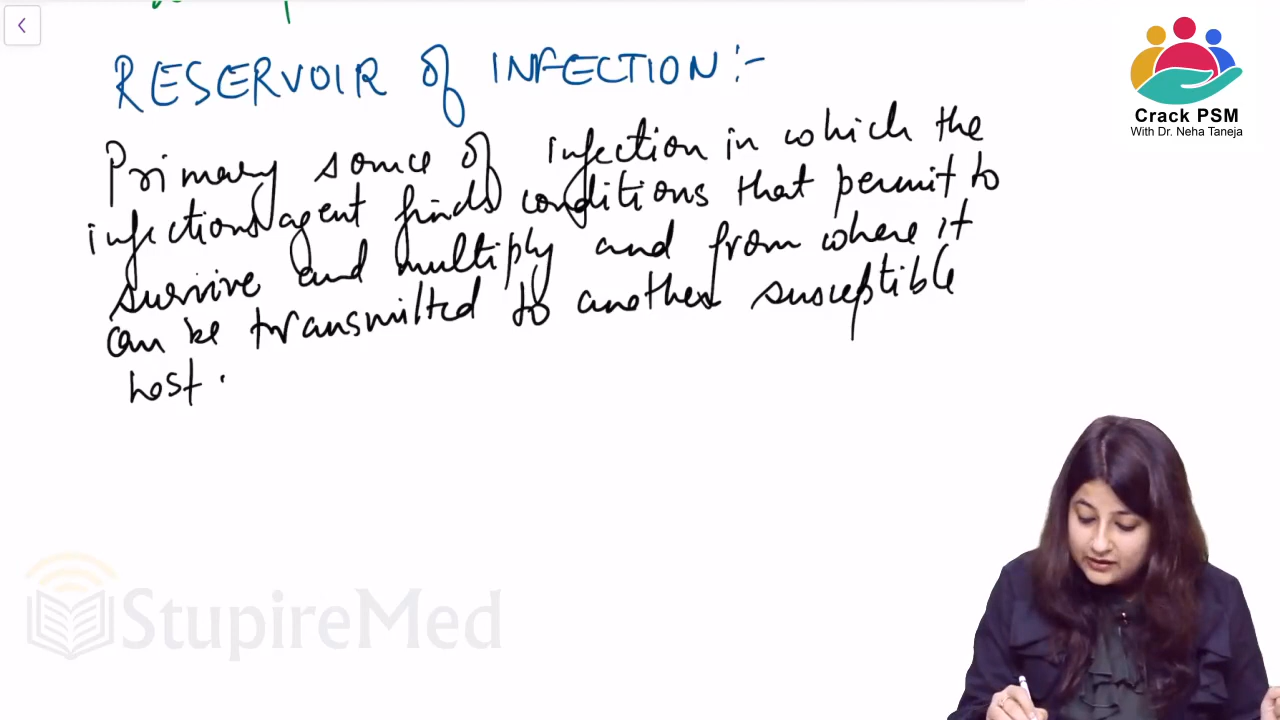 RESERVOIR of INFECTION:-
Primary source of infection in which the
infectious agent finds conditions that permit to
survive and multiply and from where it
can be transmitted to another susceptible
host.
Crack PSM
With Dr. Neha Taneja
StupireMed